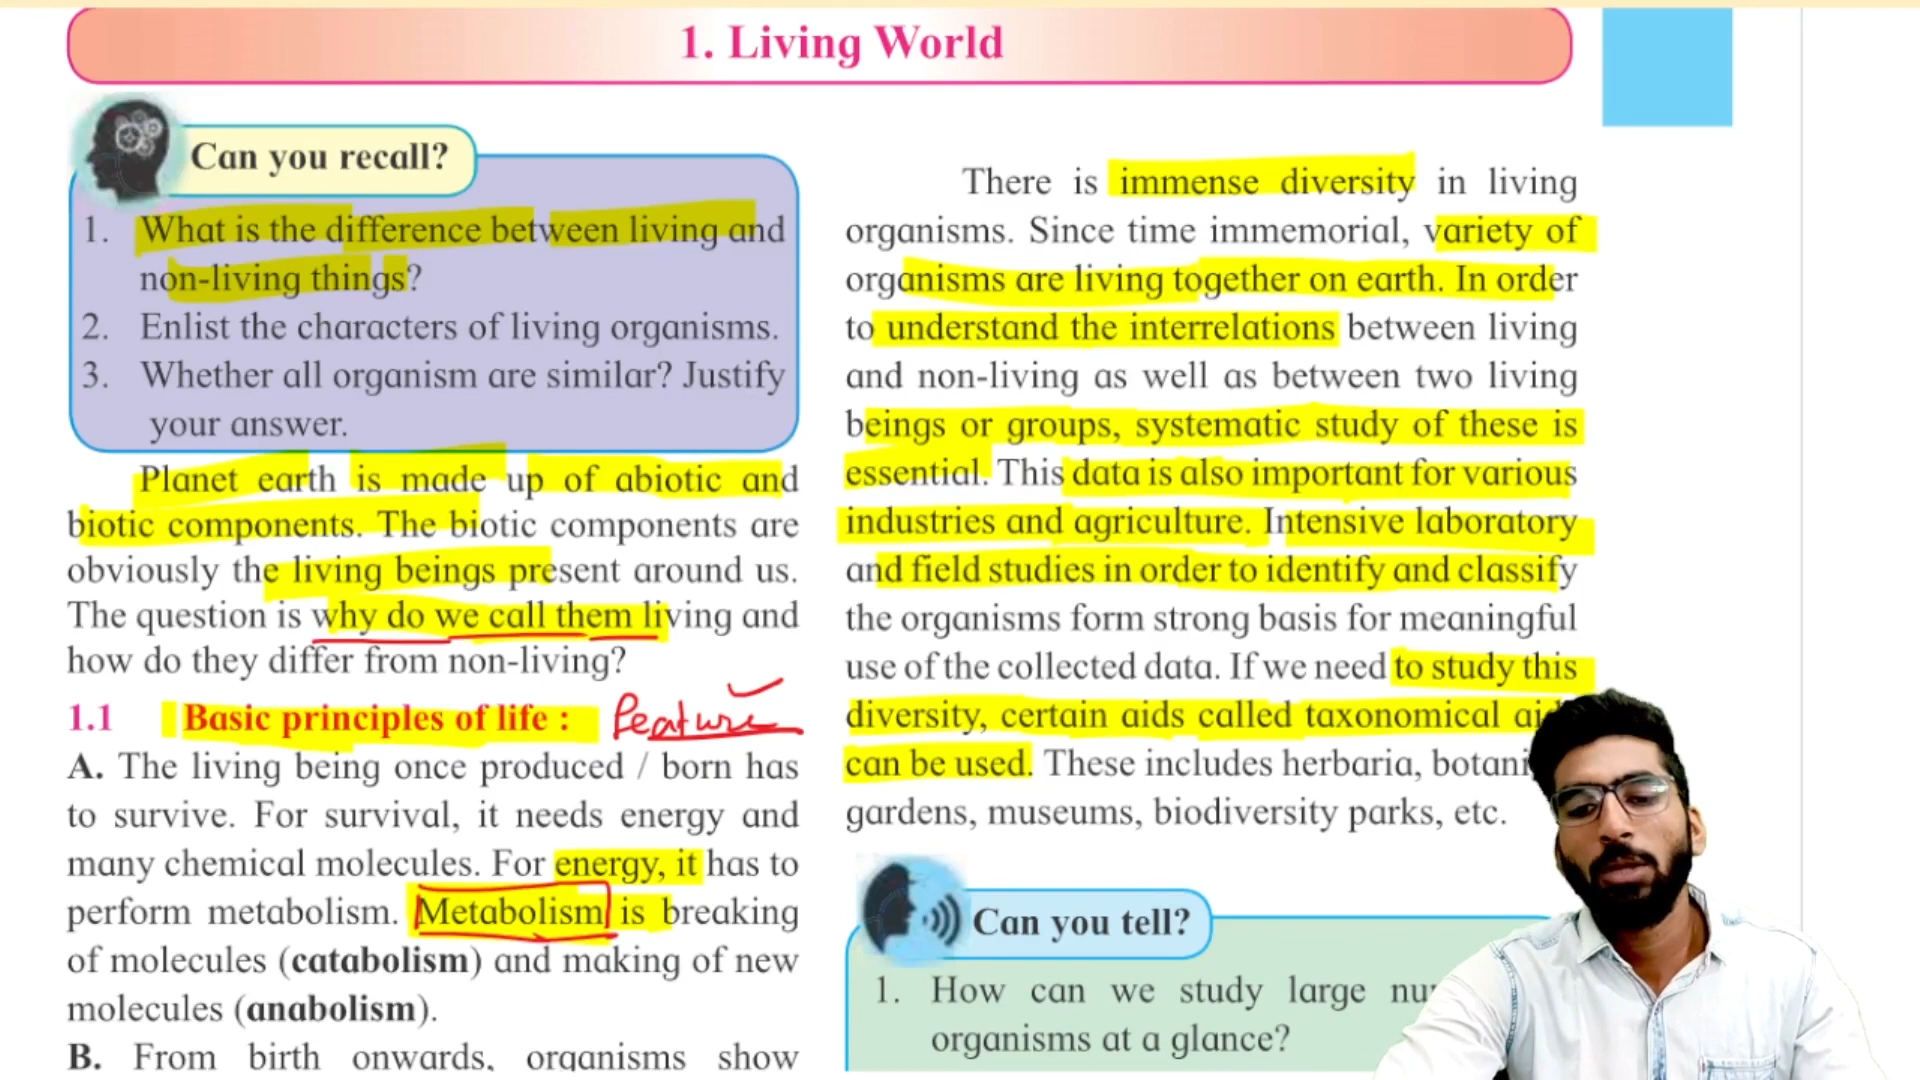 1. Living World
Can you recall?
1. What is the difference between living and
non-living things?
2. Enlist the characters of living organisms.
3. Whether all organism are similar? Justify
your answer.
Planet earth is made up of abiotic and
biotic components. The biotic components are
obviously the living beings present around us.
The question is why do we call them living and
how do they differ from non-living?
1.1 Basic principles of life : Feature
A. The living being once produced / born has
to survive. For survival, it needs energy and
many chemical molecules. For energy, it has to
perform metabolism. Metabolism is breaking
of molecules (catabolism) and making of new
molecules (anabolism).
B. From birth onwards, organisms show
There is immense diversity in living
organisms. Since time immemorial, variety of
organisms are living together on earth. In order
to understand the interrelations between living
and non-living as well as between two living
beings or groups, systematic study of these is
essential. This data is also important for various
industries and agriculture. Intensive laboratory
and field studies in order to identify and classify
the organisms form strong basis for meaningful
use of the collected data. If we need to study this
diversity, certain aids called taxonomical
can be used. These includes herbaria,
gardens, museums, biodiversity parks, etc.
Can you tell?
1. How can we study large
organisms at a glance?